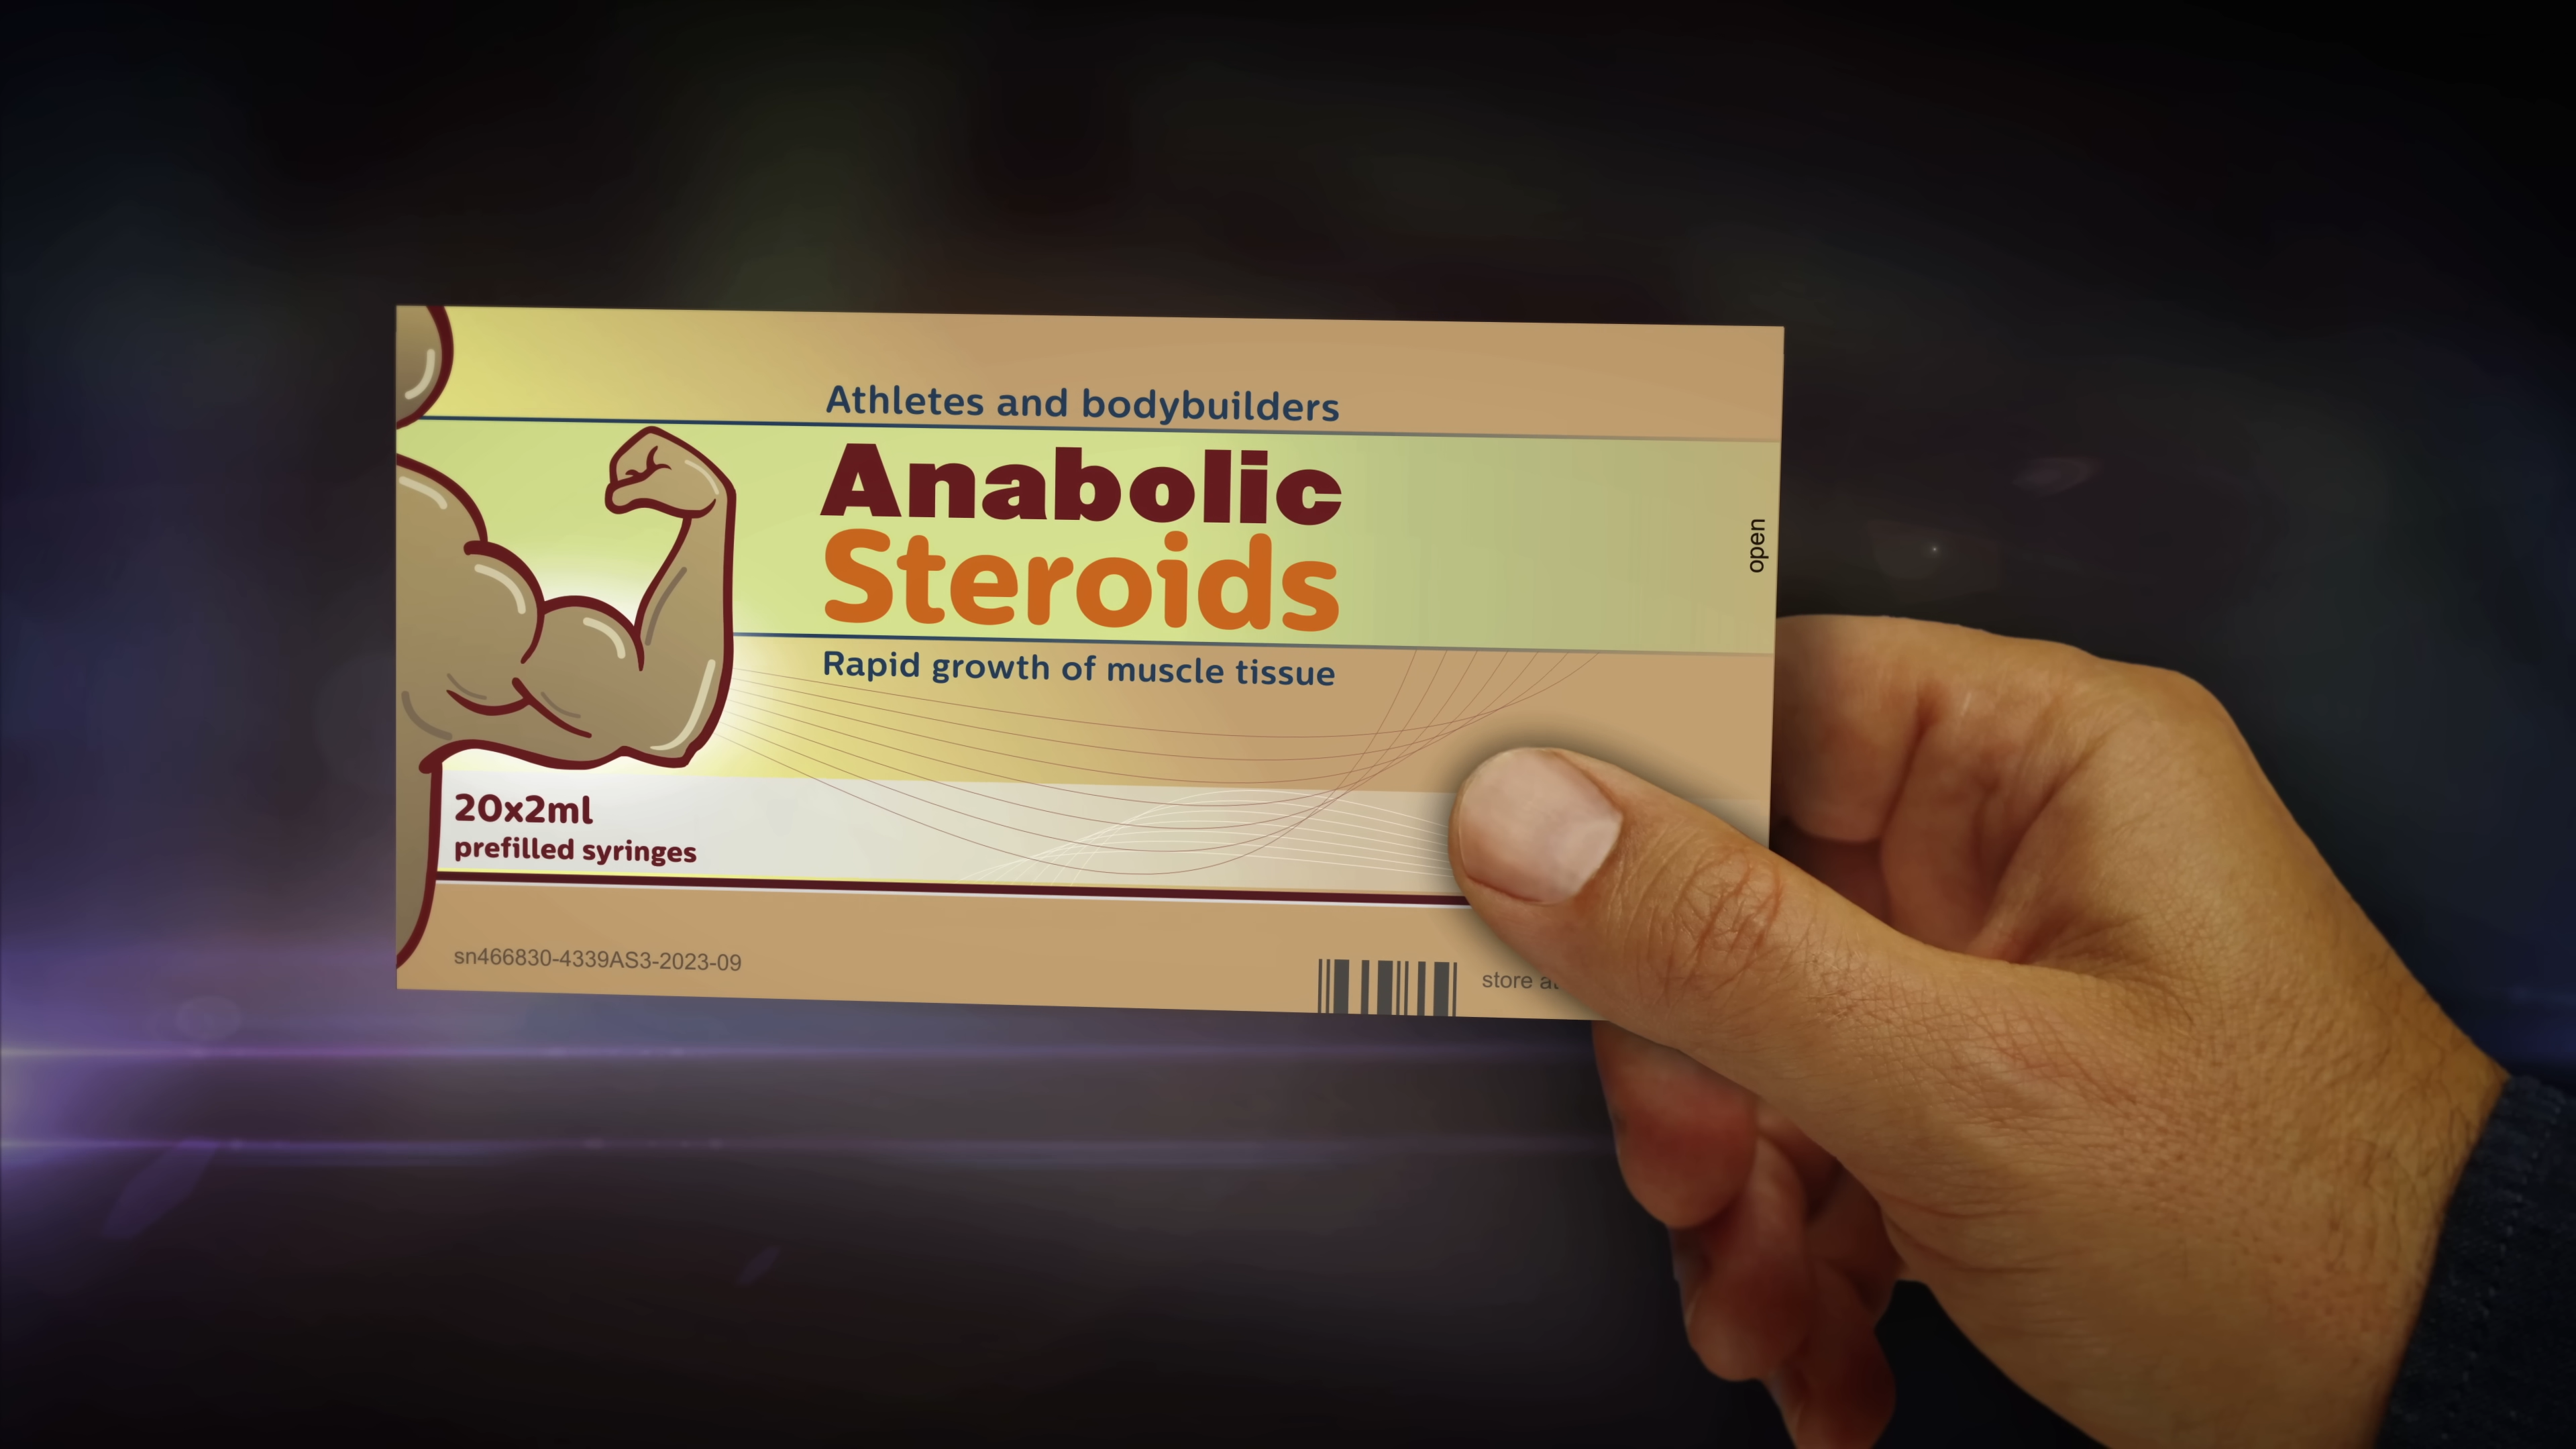 Athletes and bodybuilders
Anabolic
Steroids
Rapid growth of muscle tissue
open
20x2ml
prefilled syringes
sn466830-4339AS3-2023-09
store at